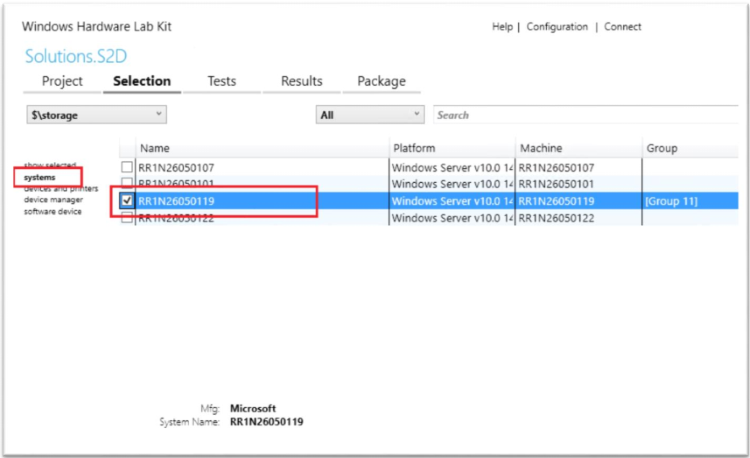 Windows Hardware Lab Kit
Help | Configuration | Connect
Solutions.S2D
Project Selection Tests Results Package
$\storage All Search
Name Platform Machine Group
show selected
systems
devices and printers
device manager
software device
RR1N26050107 Windows Server v10.0 14 RR1N26050107
RR1N26050101 Windows Server v10.0 14 RR1N26050101
RR1N26050119 Windows Server v10.0 14 RR1N26050119 [Group 11]
RR1N26050122 Windows Server v10.0 14 RR1N26050122
Mfg: Microsoft
System Name: RR1N26050119